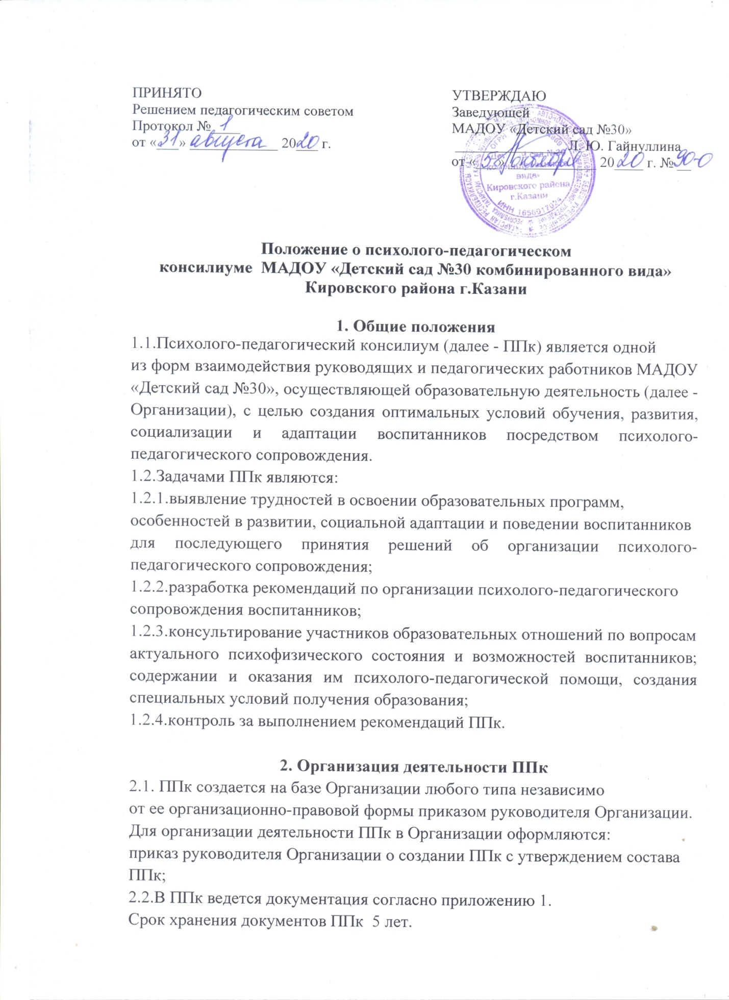 ПРИНЯТО
Решением педагогическим советом
Протокол № 1
от «31» августа 2020 г.
УТВЕРЖДАЮ
Заведующей
МАДОУ «Детский сад №30»
Л. Ю. Гайнуллина
от «5» октября 2020 г. № 90-О
вида»
Кировского района
г.Казани
ИНН 1656017024
Положение о психолого-педагогическом
консилиуме МАДОУ «Детский сад №30 комбинированного вида»
Кировского района г.Казани
1. Общие положения
1.1.Психолого-педагогический консилиум (далее - ППк) является одной
из форм взаимодействия руководящих и педагогических работников МАДОУ
«Детский сад №30», осуществляющей образовательную деятельность (далее -
Организации), с целью создания оптимальных условий обучения, развития,
социализации и адаптации воспитанников посредством психолого-
педагогического сопровождения.
1.2.Задачами ППк являются:
1.2.1.выявление трудностей в освоении образовательных программ,
особенностей в развитии, социальной адаптации и поведении воспитанников
для последующего принятия решений об организации психолого-
педагогического сопровождения;
1.2.2.разработка рекомендаций по организации психолого-педагогического
сопровождения воспитанников;
1.2.3.консультирование участников образовательных отношений по вопросам
актуального психофизического состояния и возможностей воспитанников;
содержании и оказания им психолого-педагогической помощи, создания
специальных условий получения образования;
1.2.4.контроль за выполнением рекомендаций ППк.
2. Организация деятельности ППк
2.1. ППк создается на базе Организации любого типа независимо
от ее организационно-правовой формы приказом руководителя Организации.
Для организации деятельности ППк в Организации оформляются:
приказ руководителя Организации о создании ППк с утверждением состава
ППк;
2.2.В ППк ведется документация согласно приложению 1.
Срок хранения документов ППк 5 лет.